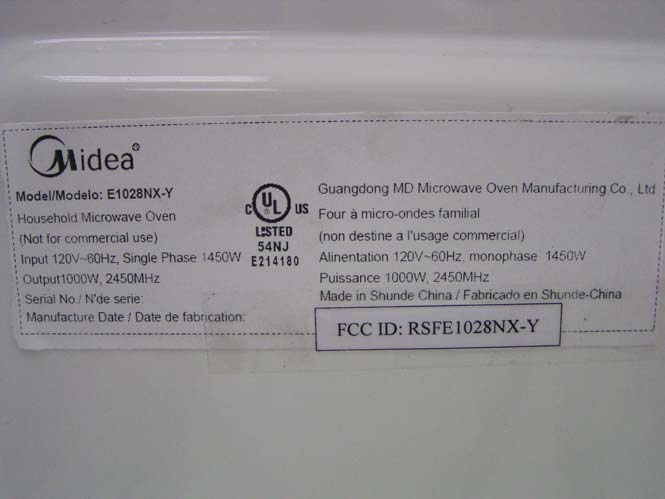 Midea®
Model/Modelo: E1028NX-Y
Household Microwave Oven
(Not for commercial use)
Input 120V~60Hz, Single Phase 1450W
Output1000W, 2450MHz
Serial No./ N'de serie:
Manufacture Date / Date de fabrication:
C UL US
LISTED
54NJ
E214180
Guangdong MD Microwave Oven Manufacturing Co., Ltd
Four à micro-ondes familial
(non destine a l'usage commercial)
Alinentation 120V~60Hz, monophase 1450W
Puissance 1000W, 2450MHz
Made in Shunde China / Fabricado en Shunde-China
FCC ID: RSFE1028NX-Y